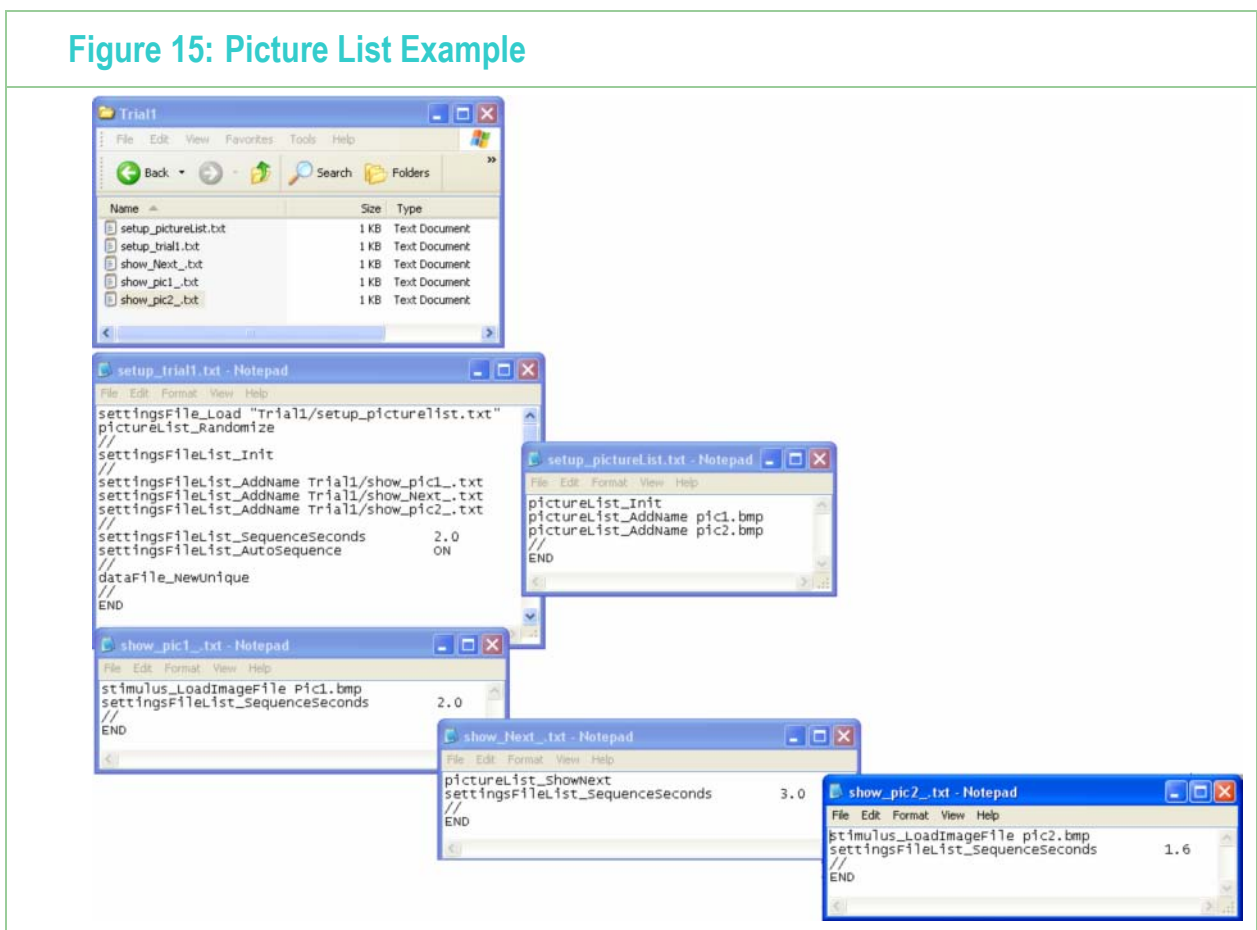 Figure 15: Picture List Example
Trial1
File Edit View Favorites Tools Help
Back Search Folders »
Name Size Type
setup_pictureList.txt 1 KB Text Document
setup_trial1.txt 1 KB Text Document
show_Next_.txt 1 KB Text Document
show_pic1_.txt 1 KB Text Document
show_pic2_.txt 1 KB Text Document
setup_trial1.txt - Notepad
File Edit Format View Help
settingsFile_Load "Trial1/setup_picturelist.txt"
pictureList_Randomize
//
settingsFileList_Init
//
settingsFileList_AddName Trial1/show_pic1_.txt
settingsFileList_AddName Trial1/show_Next_.txt
settingsFileList_AddName Trial1/show_pic2_.txt
//
settingsFileList_SequenceSeconds 2.0
settingsFileList_AutoSequence ON
//
dataFile_NewUnique
//
END
setup_pictureList.txt - Notepad
File Edit Format View Help
pictureList_Init
pictureList_AddName pic1.bmp
pictureList_AddName pic2.bmp
//
END
show_pic1_.txt - Notepad
File Edit Format View Help
stimulus_LoadImageFile Pic1.bmp
settingsFileList_SequenceSeconds 2.0
//
END
show_Next_.txt - Notepad
File Edit Format View Help
pictureList_ShowNext
settingsFileList_SequenceSeconds 3.0
//
END
show_pic2_.txt - Notepad
File Edit Format View Help
stimulus_LoadImageFile pic2.bmp
settingsFileList_SequenceSeconds 1.6
//
END